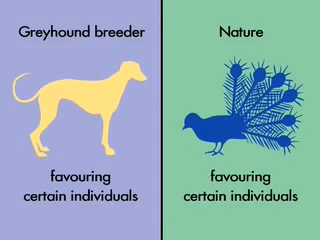 Greyhound breeder
favouring
certain individuals
Nature
favouring
certain individuals